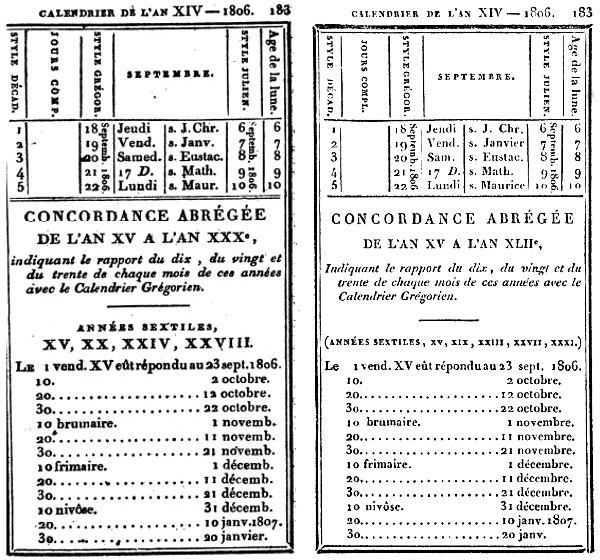 CALENDRIER DE L'AN XIV — 1806. 183
STYLE DÉCAD.
JOURS COMP.
STYLE GRÉGOR.
SEPTEMBRE.
STYLE JULIEN.
Age de la lune.
1 18 Jeudi s. J. Chr. 6 6
2 19 Vend. s. Janv. 7 7
3 20 Samed. s. Eustac. 8 8
4 21 17 D. s. Math. 9 9
5 22 Lundi s. Maur. 10 10
Septemb. 1806
Septemb. 1806
CONCORDANCE ABRÉGÉE
DE L'AN XV A L'AN XXXe,
indiquant le rapport du dix, du vingt et
du trente de chaque mois de ces années
avec le Calendrier Grégorien.
ANNÉES SEXTILES,
XV, XX, XXIV, XXVIII.
Le 1 vend. XV eût répondu au 23 sept. 1806.
10. 2 octobre.
20....................12 octobre.
30....................22 octobre.
10 brumaire. 1 novemb.
20....................11 novemb.
30....................21 novemb.
10 frimaire. 1 décemb.
20....................11 décemb.
30....................21 décemb.
10 nivôse. 31 décemb.
20....................10 janv. 1807.
30....................20 janvier.
CALENDRIER DE L'AN XIV — 1806. 183
STYLE DÉCAD.
JOURS COMPL.
STYLE GRÉGOR.
SEPTEMBRE.
STYLE JULIEN.
Age de la lune.
1 18 Jeudi s. J. Chr. 6 6
2 19 Vend. s. Janvier 7 7
3 20 Sam. s. Eustac. 8 8
4 21 17 D. s. Math. 9 9
5 22 Lundi s. Maurice 10 10
Septemb. 1806
Septemb. 1806
CONCORDANCE ABRÉGÉE
DE L'AN XV A L'AN XLIIe,
Indiquant le rapport du dix, du vingt et du
trente de chaque mois de ces années avec le
Calendrier Grégorien.
(ANNÉES SEXTILES, XV, XIX, XXIII, XXVII, XXXI.)
Le 1 vend. XV eût répondu au 23 sept. 1806.
10. 2 octobre.
20....................12 octobre.
30....................22 octobre.
10 brumaire. 1 novembre.
20....................11 novembre.
30....................21 novembre.
10 frimaire. 1 décembre.
20....................11 décembre.
30....................21 décembre.
10 nivôse. 31 décembre.
20....................10 janv. 1807.
30....................20 janv.